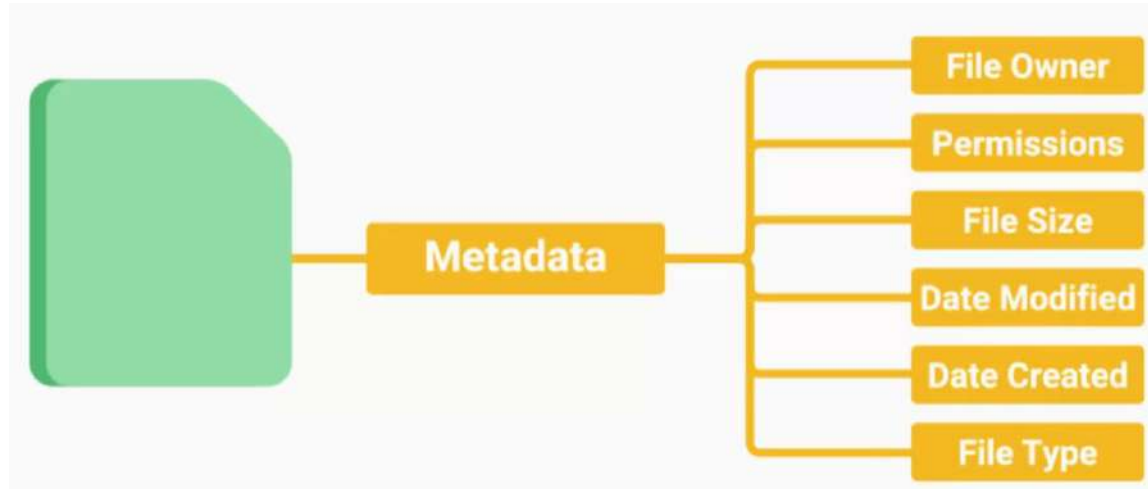 File Owner
Permissions
File Size
Metadata
Date Modified
Date Created
File Type